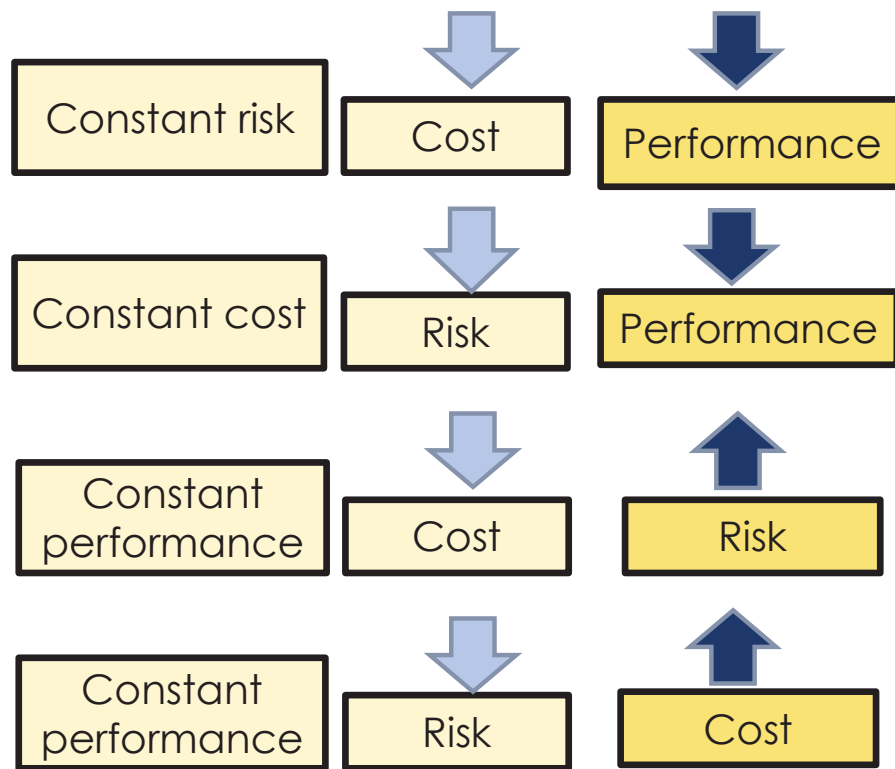 Constant risk
Cost
Performance
Constant cost
Risk
Performance
Constant
performance
Cost
Risk
Constant
performance
Risk
Cost